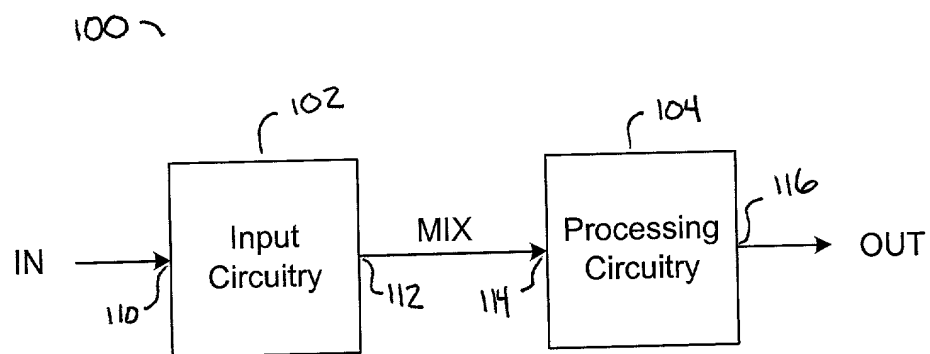 100
102
104
116
IN
Input
Circuitry
MIX
Processing
Circuitry
OUT
110
112
114